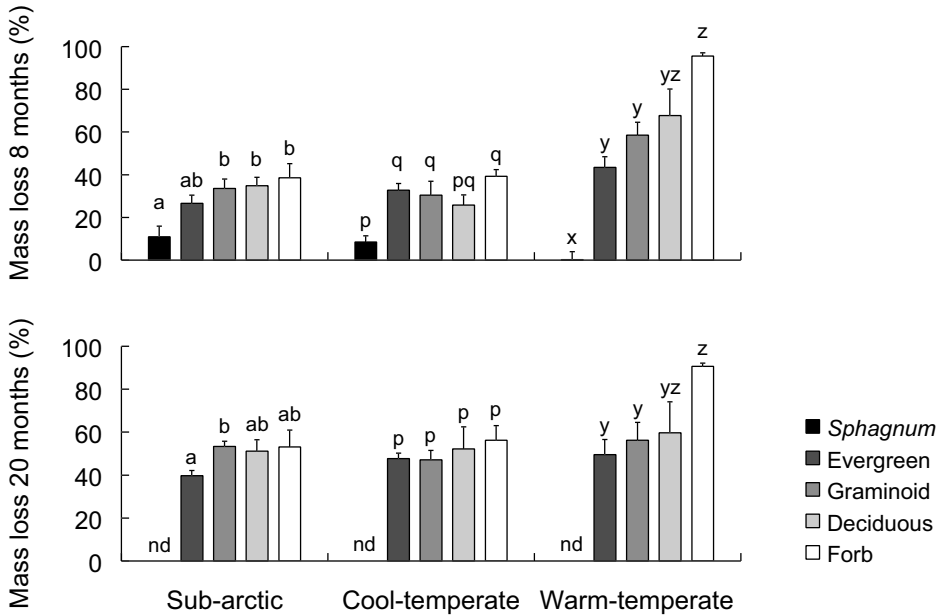 Mass loss 8 months (%)
100
80
60
40
20
0
a
ab
b
b
b
p
q
q
pq
q
x
y
y
yz
z
Mass loss 20 months (%)
100
80
60
40
20
0
nd
a
b
ab
ab
nd
p
p
p
p
nd
y
y
yz
z
Sub-arctic
Cool-temperate
Warm-temperate
Sphagnum
Evergreen
Graminoid
Deciduous
Forb